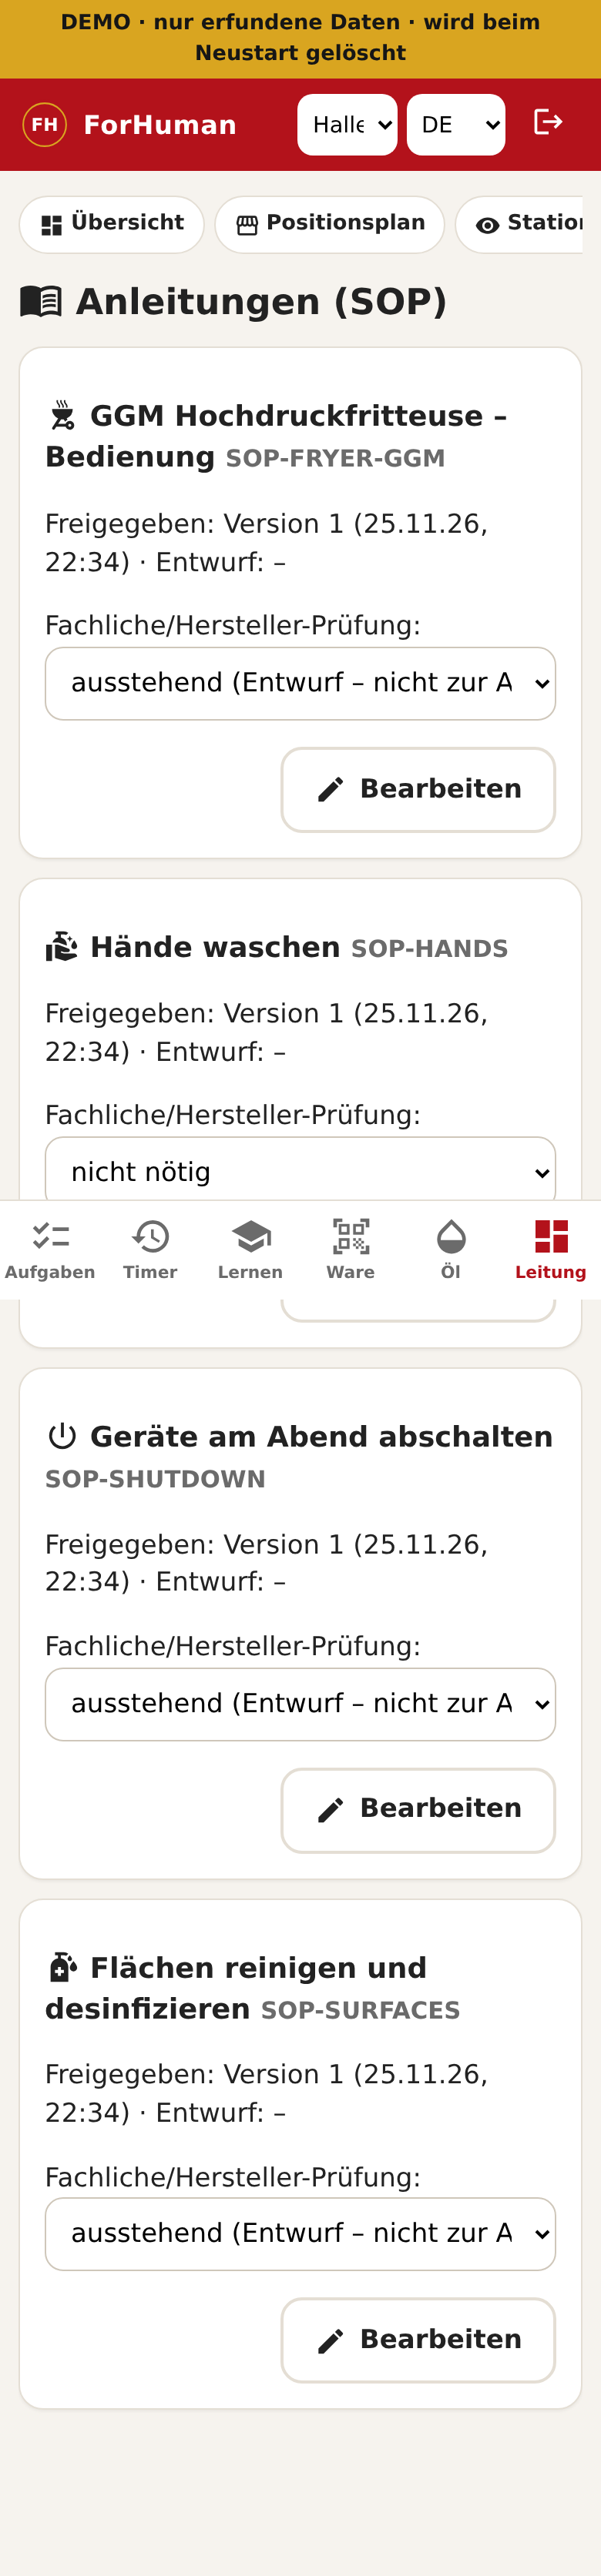 DEMO · nur erfundene Daten · wird beim
Neustart gelöscht
FH ForHuman
DE
Übersicht
Positionsplan
Anleitungen (SOP)
GGM Hochdruckfritteuse –
Bedienung SOP-FRYER-GGM
Freigegeben: Version 1 (25.11.26,
22:34) · Entwurf: –
Fachliche/Hersteller-Prüfung:
ausstehend (Entwurf – nicht zur A
Bearbeiten
Hände waschen SOP-HANDS
Freigegeben: Version 1 (25.11.26,
22:34) · Entwurf: –
Fachliche/Hersteller-Prüfung:
nicht nötig
Aufgaben
Timer
Lernen
Ware
Öl
Leitung
Geräte am Abend abschalten
SOP-SHUTDOWN
Freigegeben: Version 1 (25.11.26,
22:34) · Entwurf: –
Fachliche/Hersteller-Prüfung:
ausstehend (Entwurf – nicht zur A
Bearbeiten
Flächen reinigen und
desinfizieren SOP-SURFACES
Freigegeben: Version 1 (25.11.26,
22:34) · Entwurf: –
Fachliche/Hersteller-Prüfung:
ausstehend (Entwurf – nicht zur A
Bearbeiten